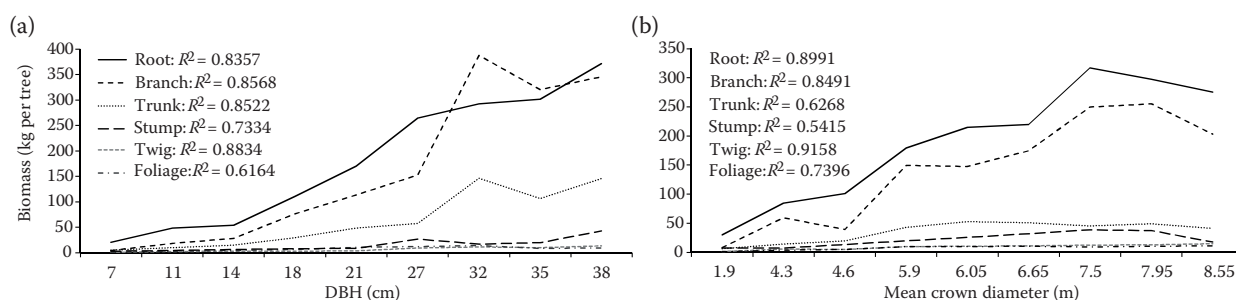 (a)
Biomass (kg per tree)
400
350
300
250
200
150
100
50
0
Root: R² = 0.8357
Branch: R² = 0.8568
Trunk: R² = 0.8522
Stump: R² = 0.7334
Twig: R² = 0.8834
Foliage: R² = 0.6164
7 11 14 18 21 27 32 35 38
DBH (cm)
(b)
350
300
250
200
150
100
50
0
Root: R² = 0.8991
Branch: R² = 0.8491
Trunk: R² = 0.6268
Stump: R² = 0.5415
Twig: R² = 0.9158
Foliage: R² = 0.7396
1.9 4.3 4.6 5.9 6.05 6.65 7.5 7.95 8.55
Mean crown diameter (m)